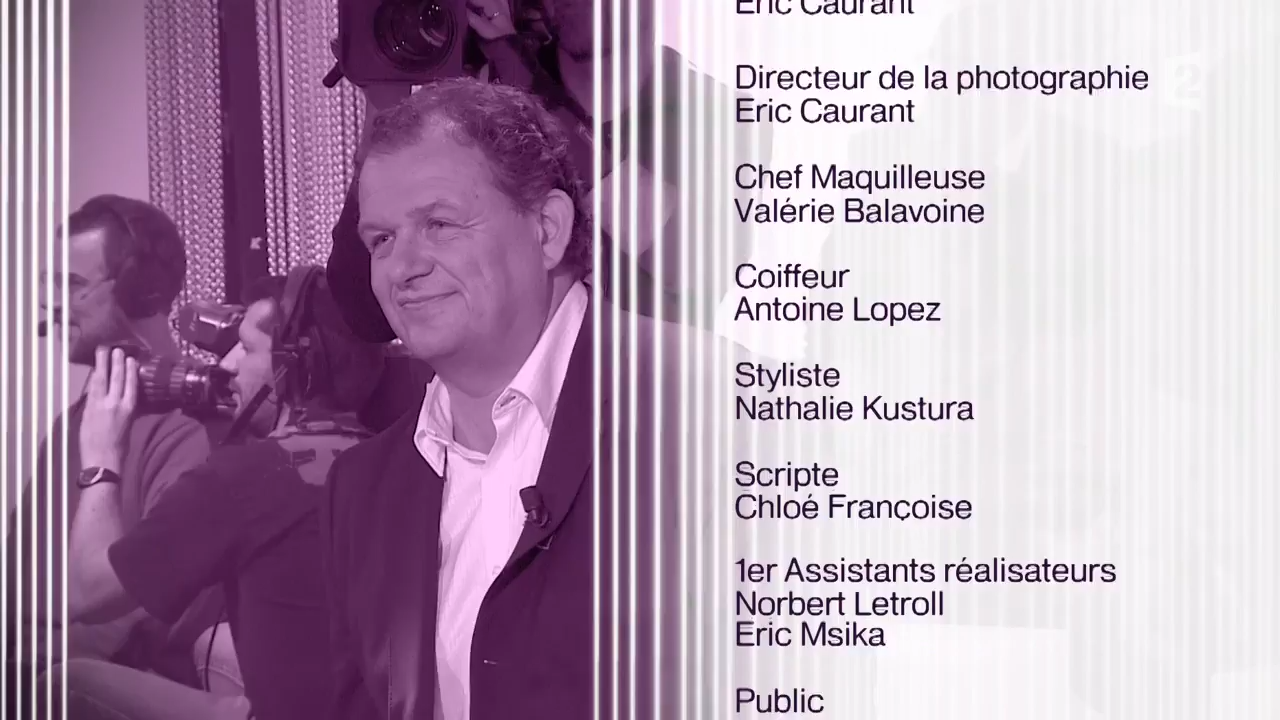 Eric Caurant
Directeur de la photographie
Eric Caurant
Chef Maquilleuse
Valérie Balavoine
Coiffeur
Antoine Lopez
Styliste
Nathalie Kustura
Scripte
Chloé Françoise
1er Assistants réalisateurs
Norbert Letroll
Eric Msika
Public
2